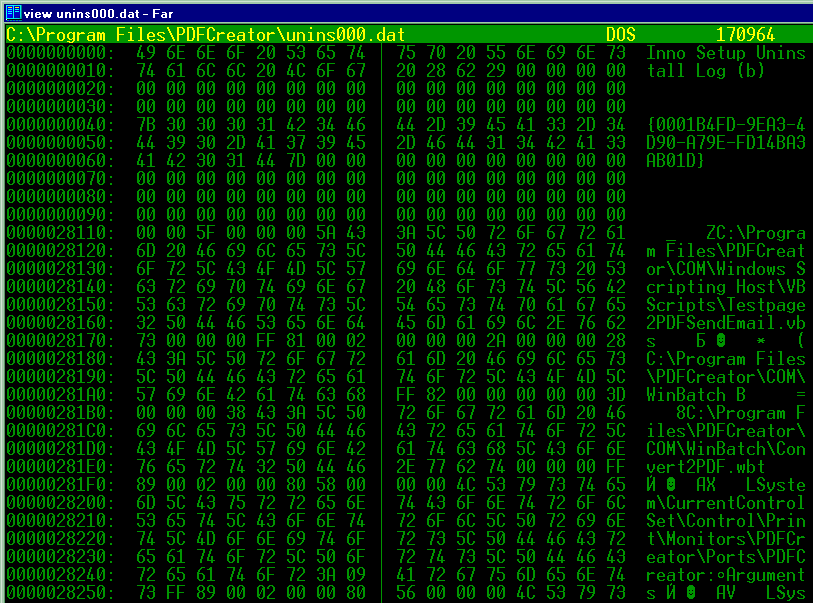 view unins000.dat - Far
C:\Program Files\PDFCreator\unins000.dat DOS 170964
0000000000: 49 6E 6E 6F 20 53 65 74 75 70 20 55 6E 69 6E 73 Inno Setup Unins
0000000010: 74 61 6C 6C 20 4C 6F 67 20 28 62 29 00 00 00 00 tall Log (b)
0000000020: 00 00 00 00 00 00 00 00 00 00 00 00 00 00 00 00
0000000030: 00 00 00 00 00 00 00 00 00 00 00 00 00 00 00 00
0000000040: 7B 30 30 30 31 42 34 46 44 2D 39 45 41 33 2D 34 {0001B4FD-9EA3-4
0000000050: 44 39 30 2D 41 37 39 45 2D 46 44 31 34 42 41 33 D90-A79E-FD14BA3
0000000060: 41 42 30 31 44 7D 00 00 00 00 00 00 00 00 00 00 AB01D}
0000000070: 00 00 00 00 00 00 00 00 00 00 00 00 00 00 00 00
0000000080: 00 00 00 00 00 00 00 00 00 00 00 00 00 00 00 00
0000000090: 00 00 00 00 00 00 00 00 00 00 00 00 00 00 00 00
0000028110: 00 00 5F 00 00 00 5A 43 3A 5C 50 72 6F 67 72 61 _ ZC:\Progra
0000028120: 6D 20 46 69 6C 65 73 5C 50 44 46 43 72 65 61 74 m Files\PDFCreat
0000028130: 6F 72 5C 43 4F 4D 5C 57 69 6E 64 6F 77 73 20 53 or\COM\Windows S
0000028140: 63 72 69 70 74 69 6E 67 20 48 6F 73 74 5C 56 42 cripting Host\VB
0000028150: 53 63 72 69 70 74 73 5C 54 65 73 74 70 61 67 65 Scripts\Testpage
0000028160: 32 50 44 46 53 65 6E 64 45 6D 61 69 6C 2E 76 62 2PDFSendEmail.vb
0000028170: 73 00 00 00 FF 81 00 02 00 00 00 2A 00 00 00 28 s Б ☻ * (
0000028180: 43 3A 5C 50 72 6F 67 72 61 6D 20 46 69 6C 65 73 C:\Program Files
0000028190: 5C 50 44 46 43 72 65 61 74 6F 72 5C 43 4F 4D 5C \PDFCreator\COM\
00000281A0: 57 69 6E 42 61 74 63 68 FF 82 00 00 00 00 00 3D WinBatch В =
00000281B0: 00 00 00 38 43 3A 5C 50 72 6F 67 72 61 6D 20 46 8C:\Program F
00000281C0: 69 6C 65 73 5C 50 44 46 43 72 65 61 74 6F 72 5C iles\PDFCreator\
00000281D0: 43 4F 4D 5C 57 69 6E 42 61 74 63 68 5C 43 6F 6E COM\WinBatch\Con
00000281E0: 76 65 72 74 32 50 44 46 2E 77 62 74 00 00 00 FF vert2PDF.wbt
00000281F0: 89 00 02 00 00 80 58 00 00 00 4C 53 79 73 74 65 Й ☻ АX LSyste
0000028200: 6D 5C 43 75 72 72 65 6E 74 43 6F 6E 74 72 6F 6C m\CurrentControl
0000028210: 53 65 74 5C 43 6F 6E 74 72 6F 6C 5C 50 72 69 6E Set\Control\Prin
0000028220: 74 5C 4D 6F 6E 69 74 6F 72 73 5C 50 44 46 43 72 t\Monitors\PDFCr
0000028230: 65 61 74 6F 72 5C 50 6F 72 74 73 5C 50 44 46 43 eator\Ports\PDFC
0000028240: 72 65 61 74 6F 72 3A 09 41 72 67 75 6D 65 6E 74 reator:○Argument
0000028250: 73 FF 89 00 02 00 00 80 56 00 00 00 4C 53 79 73 s Й ☻ АV LSys